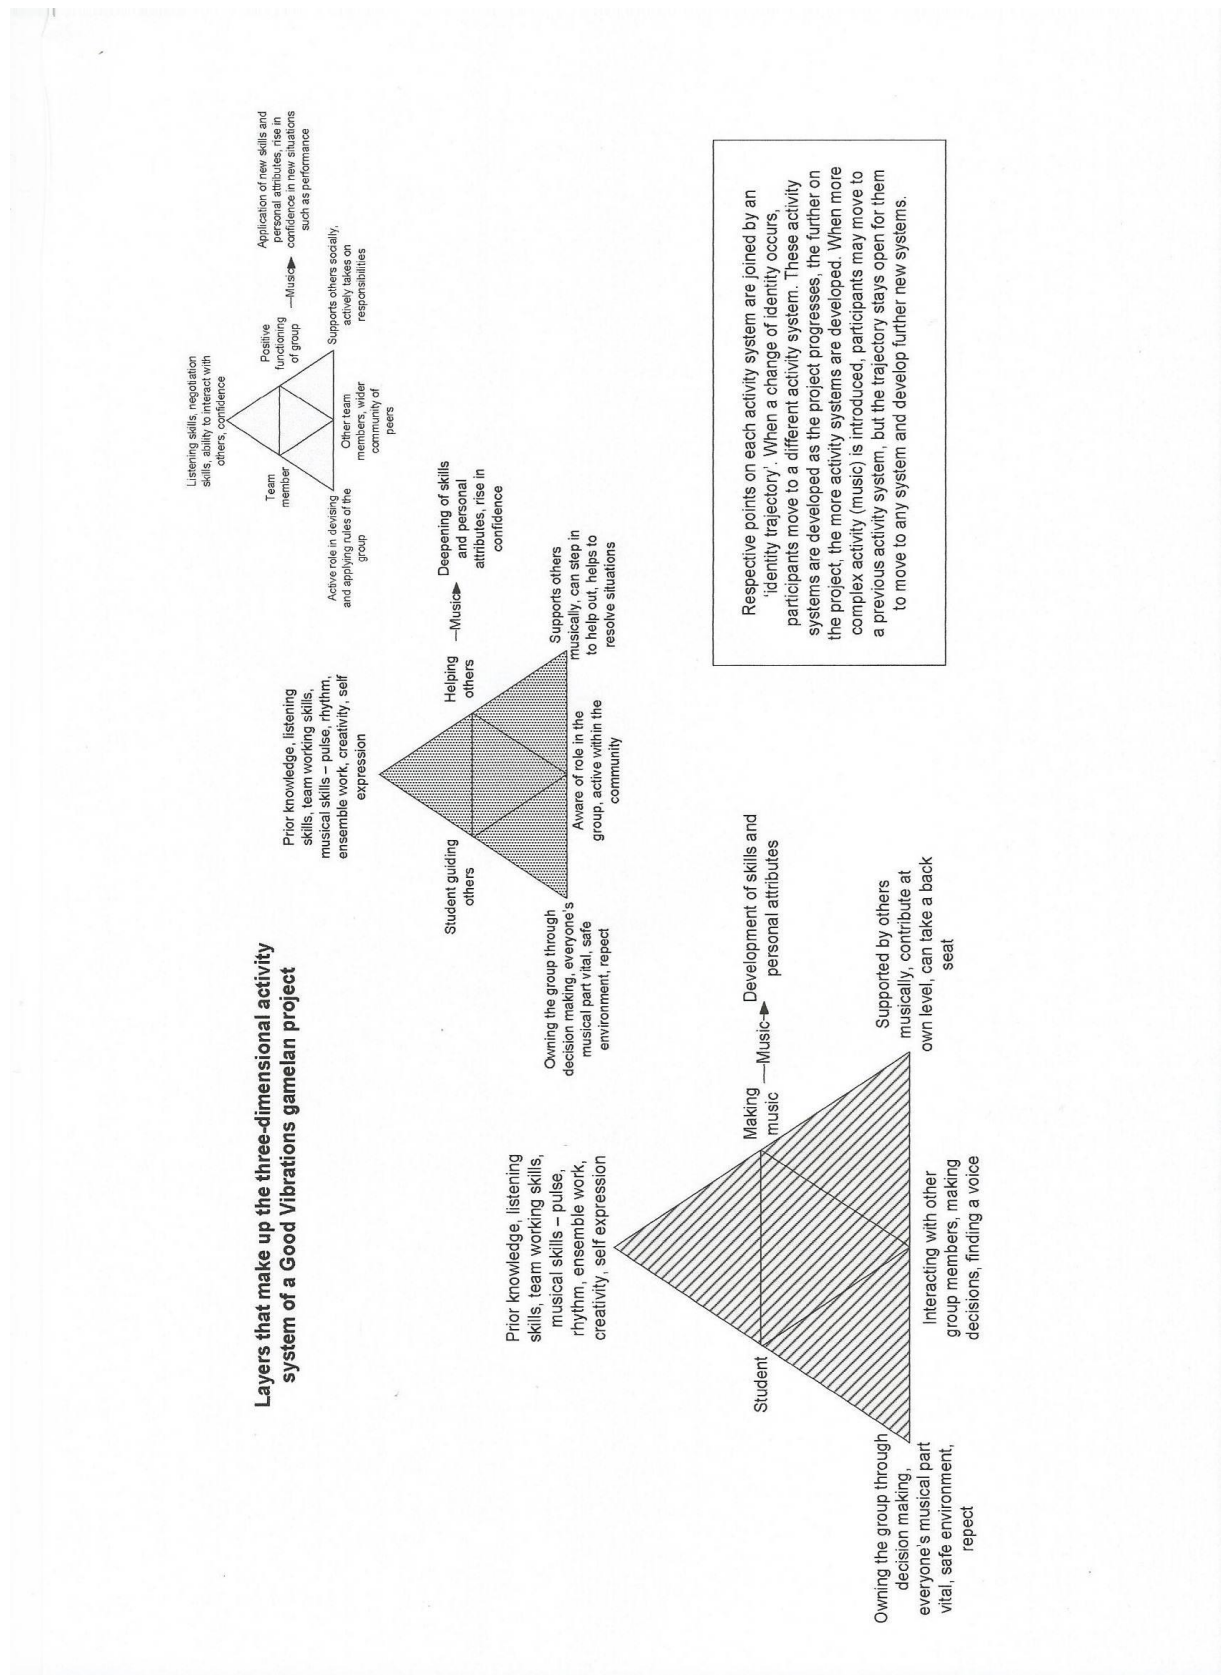 Layers that make up the three-dimensional activity
system of a Good Vibrations gamelan project
Listening skills, negotiation
skills, ability to interact with
others, confidence
Team
member
Positive
functioning
of group
Music
Application of new skills and
personal attributes, rise in
confidence in new situations
such as performance
Active role in devising
and applying rules of the
group
Other team
members, wider
community of
peers
Supports others socially,
actively takes on
responsibilities
Prior knowledge, listening
skills, team working skills,
musical skills – pulse, rhythm,
ensemble work, creativity, self
expression
Student guiding
others
Helping
others
Music
Deepening of skills
and personal
attributes, rise in
confidence
Owning the group through
decision making, everyone's
musical part vital, safe
environment, respect
Aware of role in the
group, active within the
community
Supports others
musically, can step in
to help out, helps to
resolve situations
Prior knowledge, listening
skills, team working skills,
musical skills – pulse,
rhythm, ensemble work,
creativity, self expression
Student
Making
music
Music
Development of skills and
personal attributes
Owning the group through
decision making,
everyone's musical part
vital, safe environment,
repect
Interacting with other
group members, making
decisions, finding a voice
Supported by others
musically, contribute at
own level, can take a back
seat
Respective points on each activity system are joined by an
'identity trajectory'. When a change of identity occurs,
participants move to a different activity system. These activity
systems are developed as the project progresses, the further on
the project, the more activity systems are developed. When more
complex activity (music) is introduced, participants may move to
a previous activity system, but the trajectory stays open for them
to move to any system and develop further new systems.